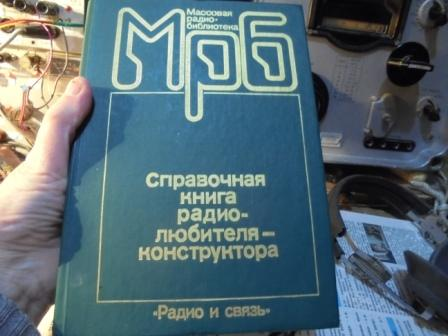 Массовая
радио-
библиотека
Мрб
Справочная
книга
радио-
любителя–
конструктора
«Радио и связь»